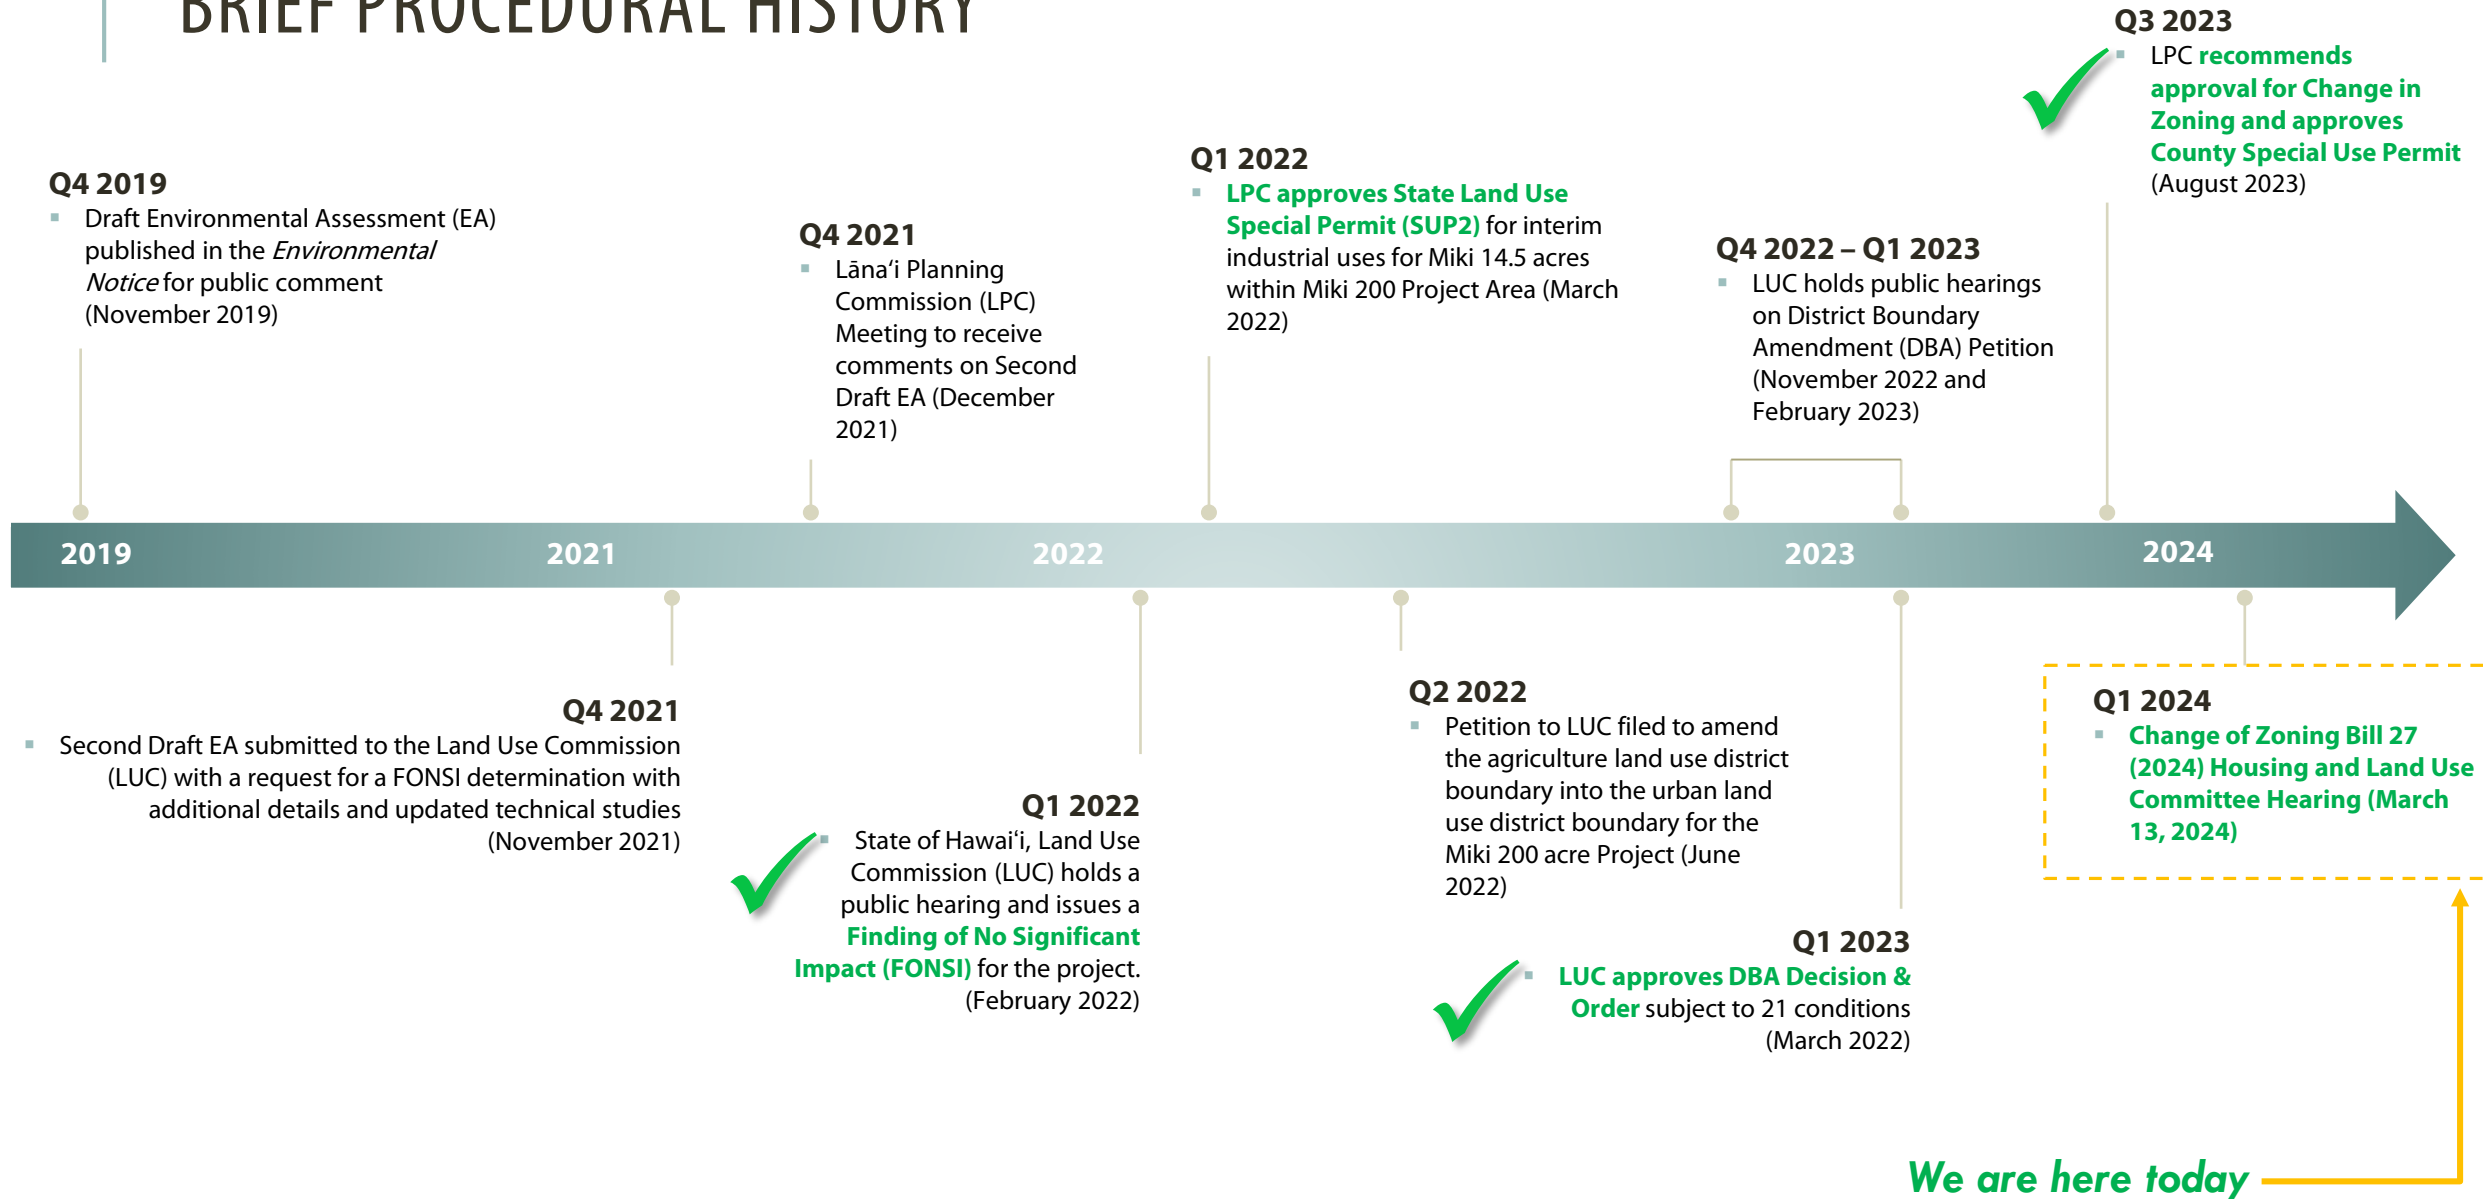 BRIEF PROCEDURAL HISTORY
Q4 2019
▪ Draft Environmental Assessment (EA)
published in the Environmental
Notice for public comment
(November 2019)
Q4 2021
▪ Lānaʻi Planning
Commission (LPC)
Meeting to receive
comments on Second
Draft EA (December
2021)
Q1 2022
▪ LPC approves State Land Use
Special Permit (SUP2) for interim
industrial uses for Miki 14.5 acres
within Miki 200 Project Area (March
2022)
Q4 2022 – Q1 2023
▪ LUC holds public hearings
on District Boundary
Amendment (DBA) Petition
(November 2022 and
February 2023)
Q3 2023
▪ LPC recommends
approval for Change in
Zoning and approves
County Special Use Permit
(August 2023)
2019
2021
2022
2023
2024
Q4 2021
▪ Second Draft EA submitted to the Land Use Commission
(LUC) with a request for a FONSI determination with
additional details and updated technical studies
(November 2021)
Q1 2022
▪ State of Hawaiʻi, Land Use
Commission (LUC) holds a
public hearing and issues a
Finding of No Significant
Impact (FONSI) for the project.
(February 2022)
Q2 2022
▪ Petition to LUC filed to amend
the agriculture land use district
boundary into the urban land
use district boundary for the
Miki 200 acre Project (June
2022)
Q1 2023
▪ LUC approves DBA Decision &
Order subject to 21 conditions
(March 2022)
Q1 2024
▪ Change of Zoning Bill 27
(2024) Housing and Land Use
Committee Hearing (March
13, 2024)
We are here today